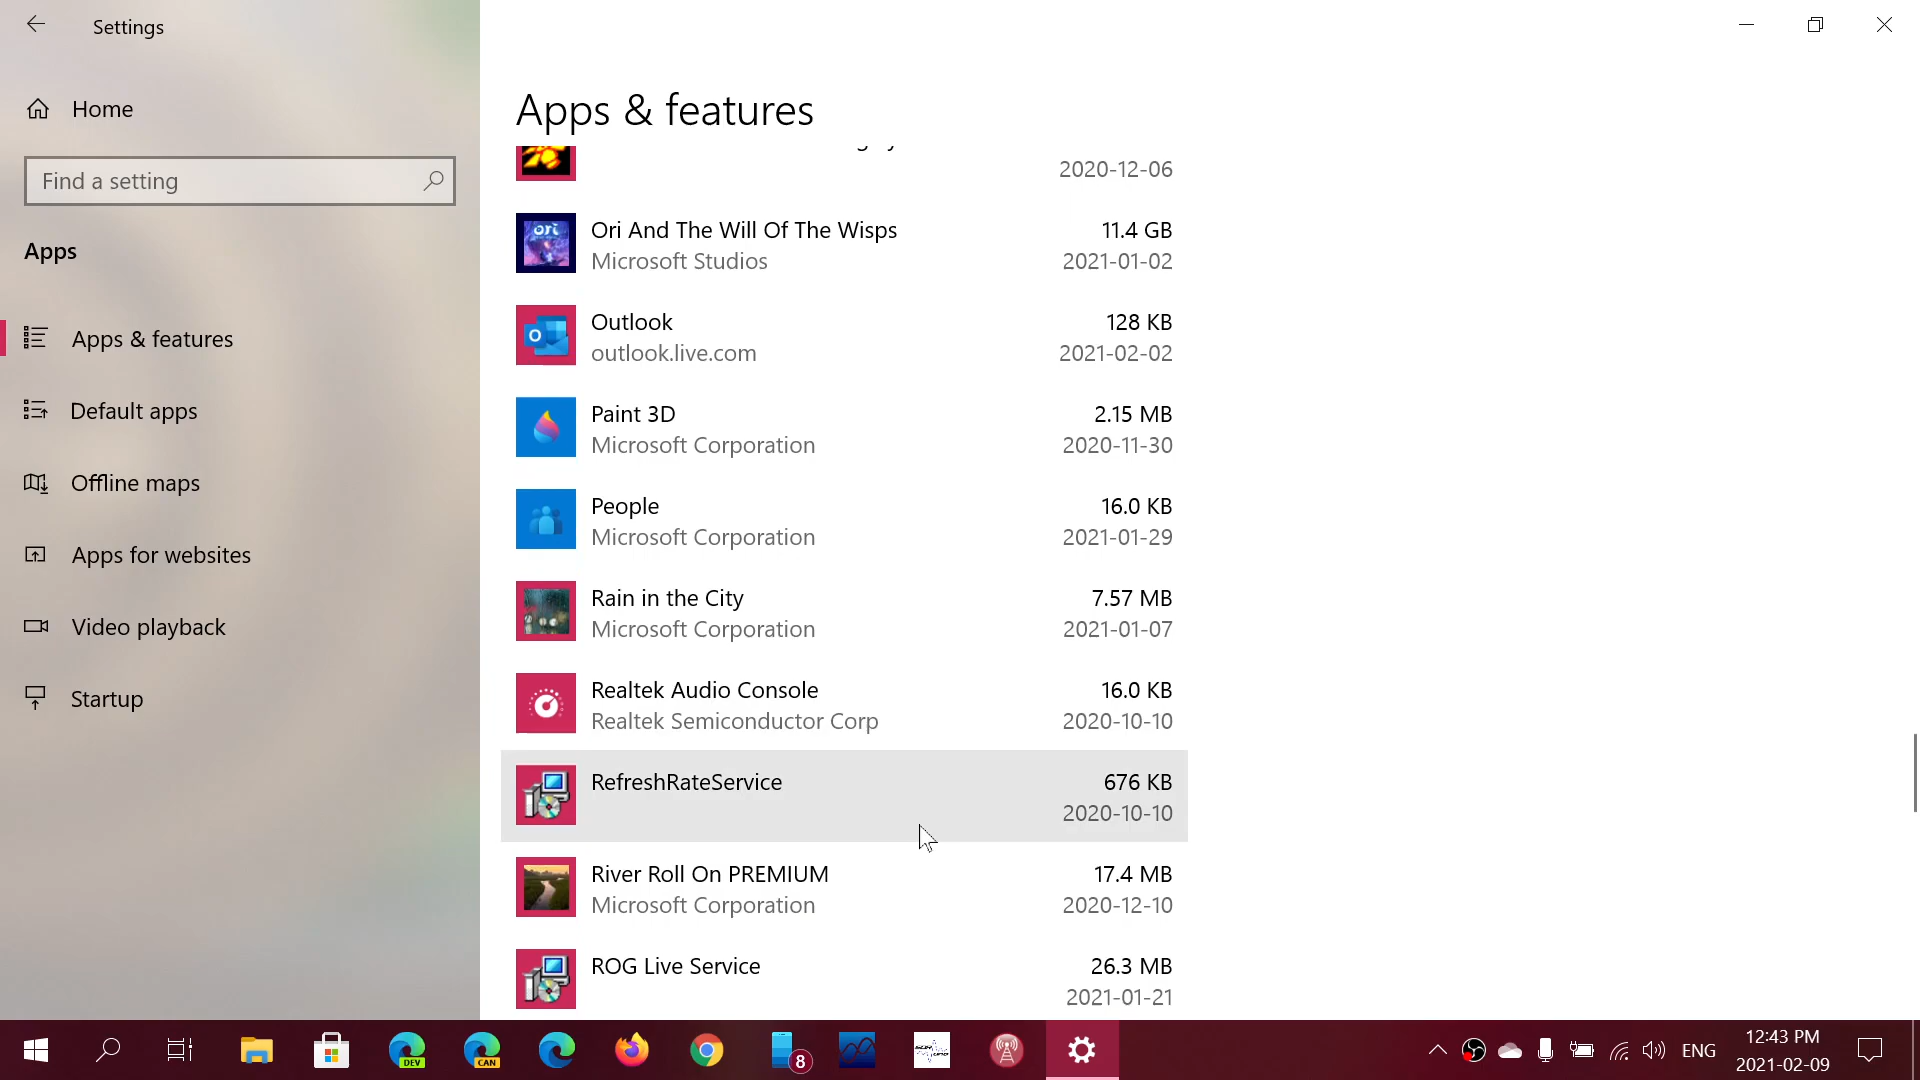 Settings
Home
Find a setting
Apps
Apps & features
Default apps
Offline maps
Apps for websites
Video playback
Startup
Apps & features
2020-12-06
Ori And The Will Of The Wisps 11.4 GB
Microsoft Studios 2021-01-02
Outlook 128 KB
outlook.live.com 2021-02-02
Paint 3D 2.15 MB
Microsoft Corporation 2020-11-30
People 16.0 KB
Microsoft Corporation 2021-01-29
Rain in the City 7.57 MB
Microsoft Corporation 2021-01-07
Realtek Audio Console 16.0 KB
Realtek Semiconductor Corp 2020-10-10
RefreshRateService 676 KB
2020-10-10
River Roll On PREMIUM 17.4 MB
Microsoft Corporation 2020-12-10
ROG Live Service 26.3 MB
2021-01-21
DEV
CAN
8
ENG
12:43 PM
2021-02-09